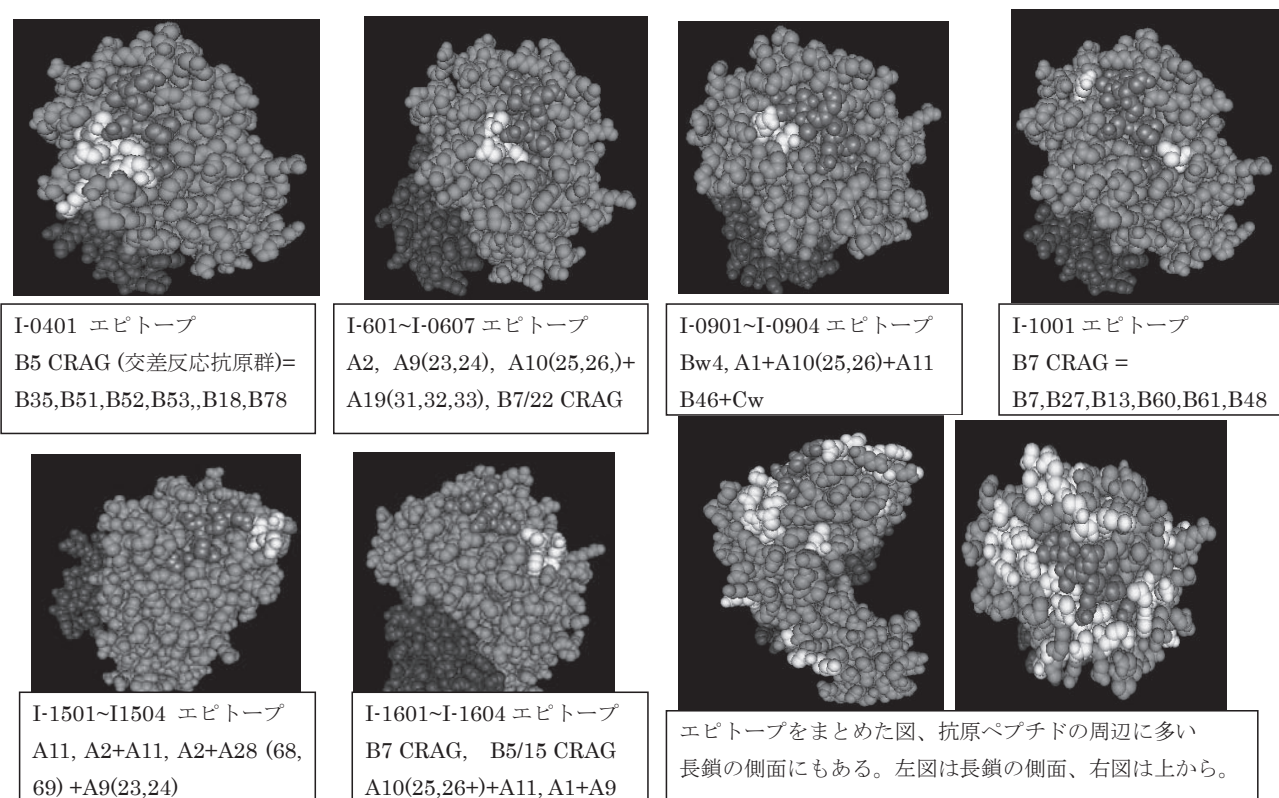 I-0401 エピトープ
B5 CRAG (交差反応抗原群)=
B35,B51,B52,B53,,B18,B78
I-601~I-0607 エピトープ
A2, A9(23,24), A10(25,26,)+
A19(31,32,33), B7/22 CRAG
I-0901~I-0904 エピトープ
Bw4, A1+A10(25,26)+A11
B46+Cw
I-1001 エピトープ
B7 CRAG =
B7,B27,B13,B60,B61,B48
I-1501~I1504 エピトープ
A11, A2+A11, A2+A28 (68,
69) +A9(23,24)
I-1601~I-1604 エピトープ
B7 CRAG, B5/15 CRAG
A10(25,26+)+A11, A1+A9
エピトープをまとめた図、抗原ペプチドの周辺に多い
長鎖の側面にもある。左図は長鎖の側面、右図は上から。